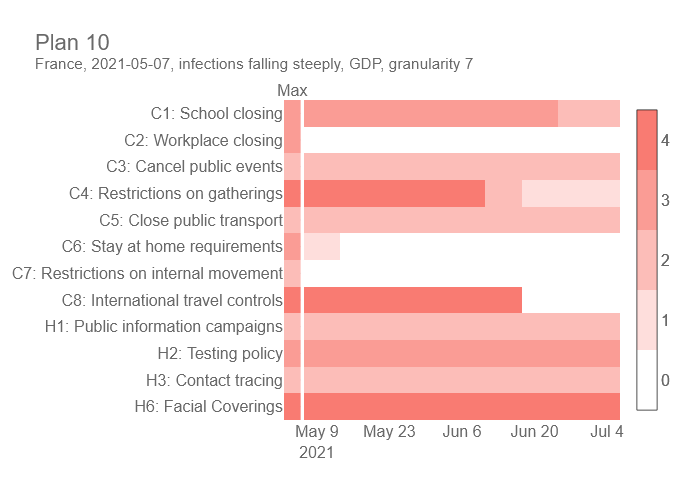 Plan 10
France, 2021-05-07, infections falling steeply, GDP, granularity 7
Max
C1: School closing
C2: Workplace closing
C3: Cancel public events
C4: Restrictions on gatherings
C5: Close public transport
C6: Stay at home requirements
C7: Restrictions on internal movement
C8: International travel controls
H1: Public information campaigns
H2: Testing policy
H3: Contact tracing
H6: Facial Coverings
May 9 May 23 Jun 6 Jun 20 Jul 4
2021
4
3
2
1
0